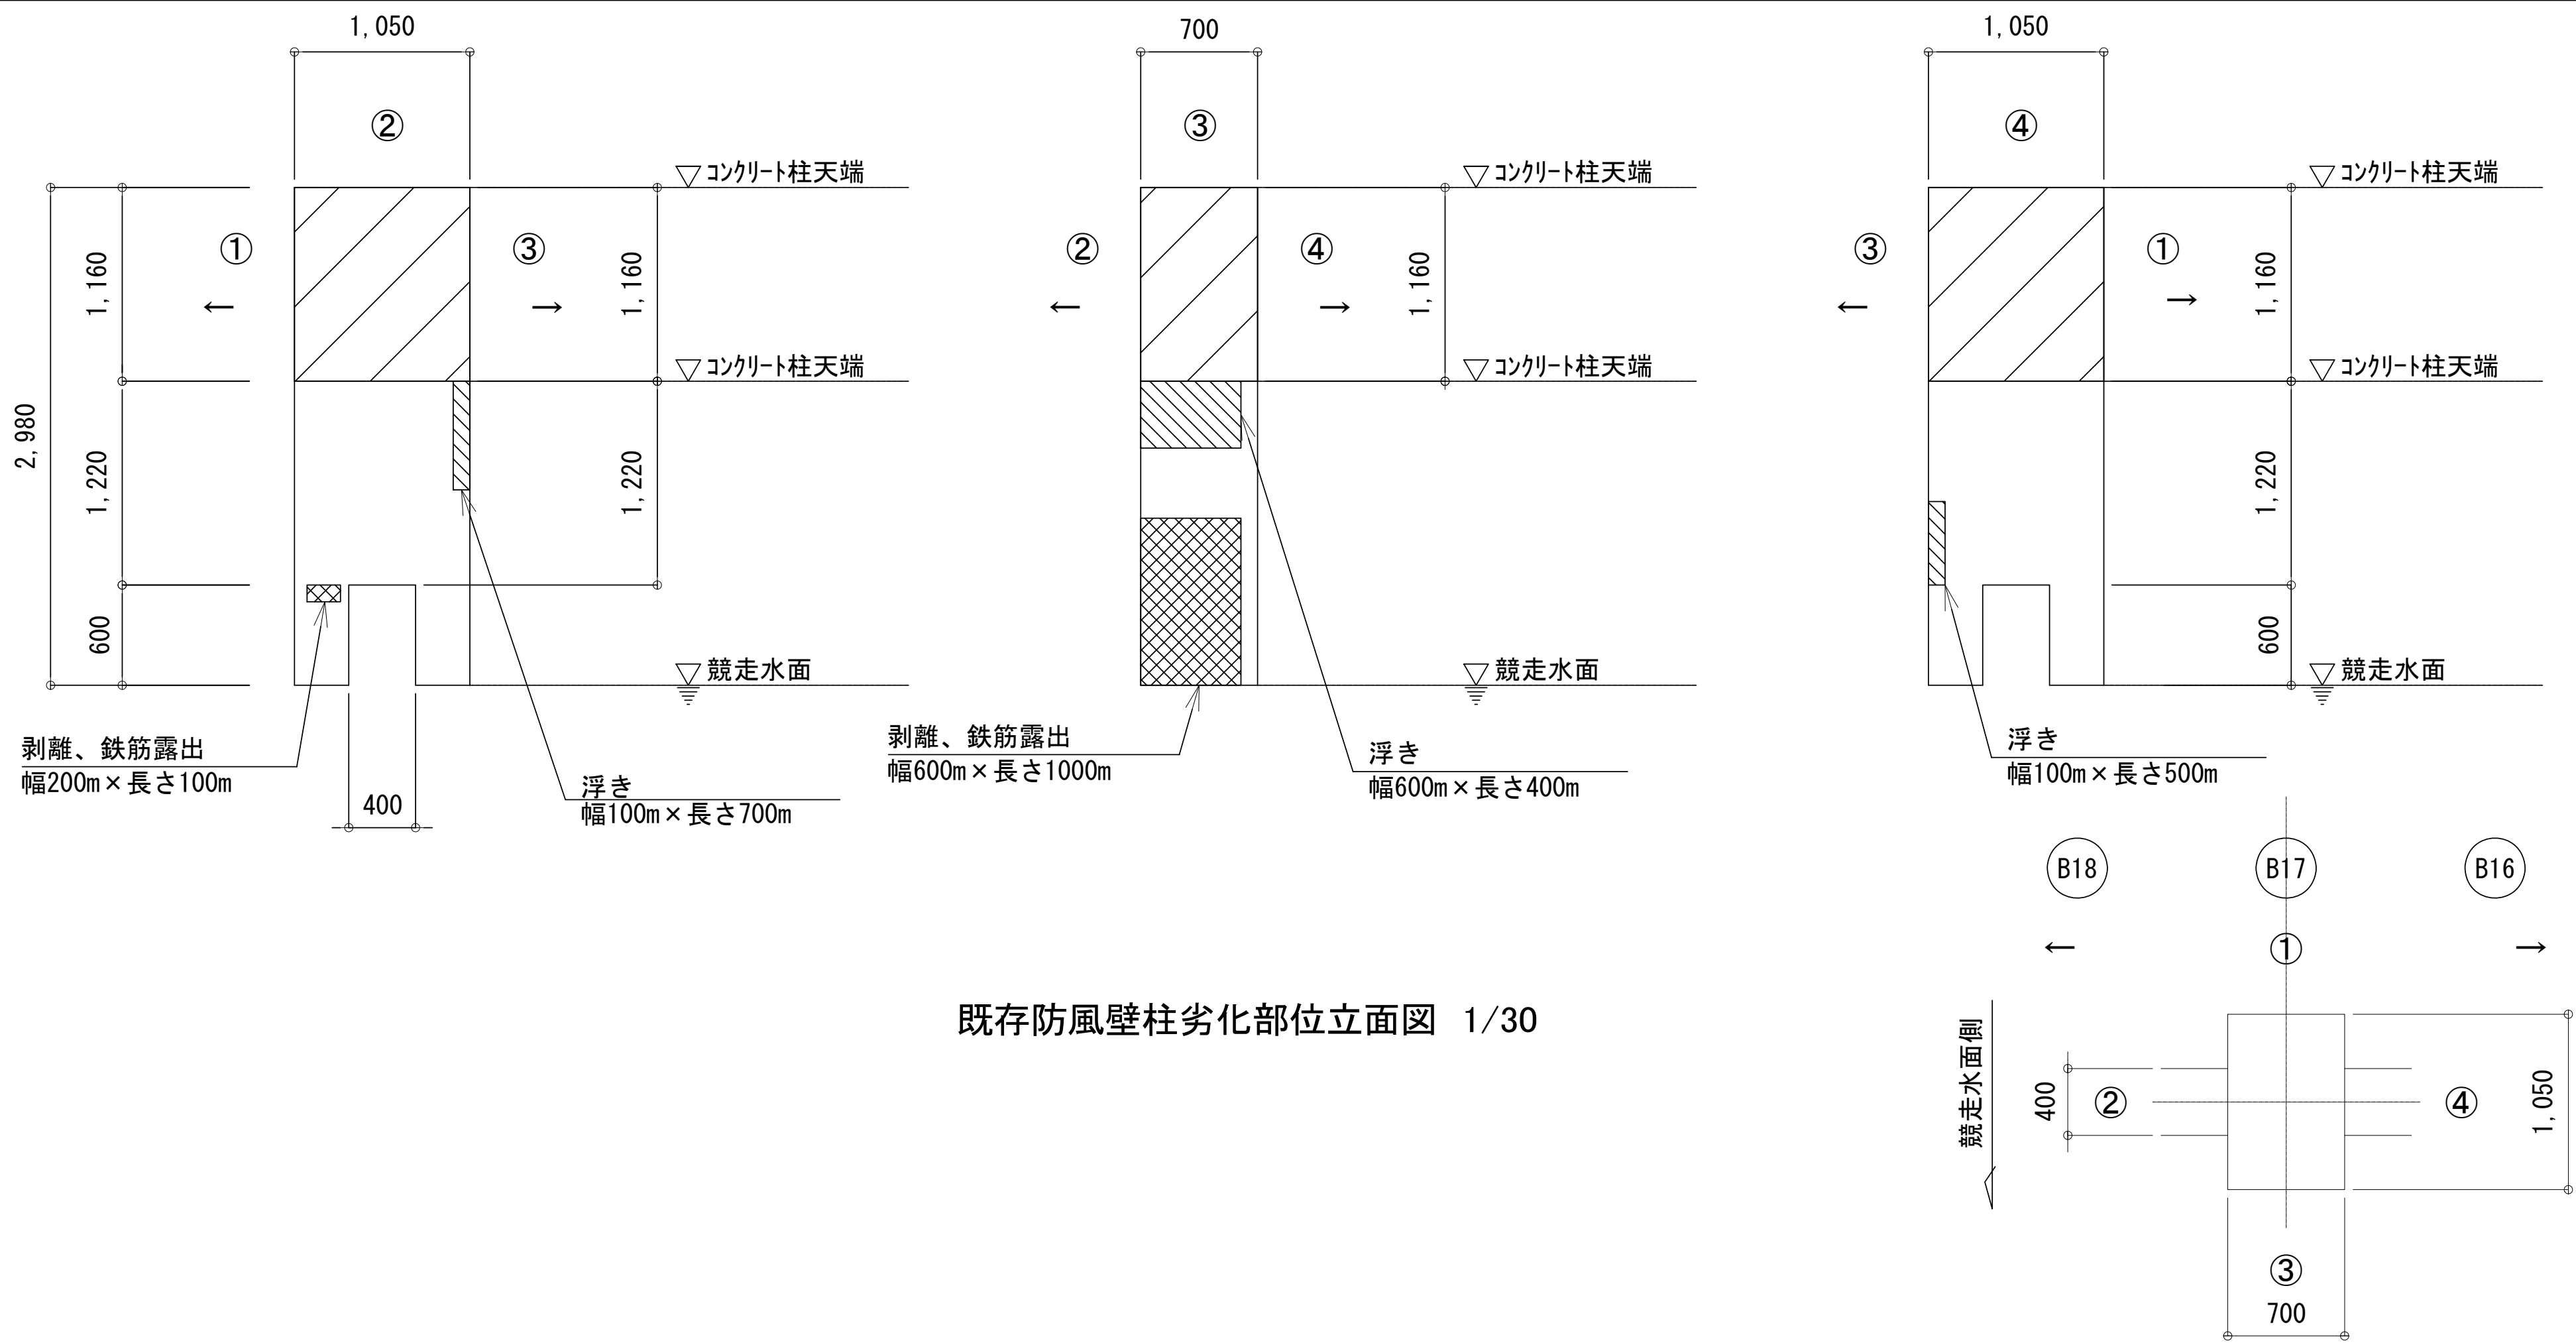 1,050
700
1,050
②
③
④
コンクリート柱天端
コンクリート柱天端
コンクリート柱天端
①
③
②
④
③
①
← → ← → ← →
1,160
1,160
1,160
1,160
コンクリート柱天端
コンクリート柱天端
コンクリート柱天端
2,980
1,220
1,220
1,220
600
600
競走水面
競走水面
競走水面
剥離、鉄筋露出
幅200m×長さ100m
400
浮き
幅100m×長さ700m
剥離、鉄筋露出
幅600m×長さ1000m
浮き
幅600m×長さ400m
浮き
幅100m×長さ500m
B18
B17
B16
← ① →
既存防風壁柱劣化部位立面図 1/30
競走水面側
400
②
④
1,050
③
700